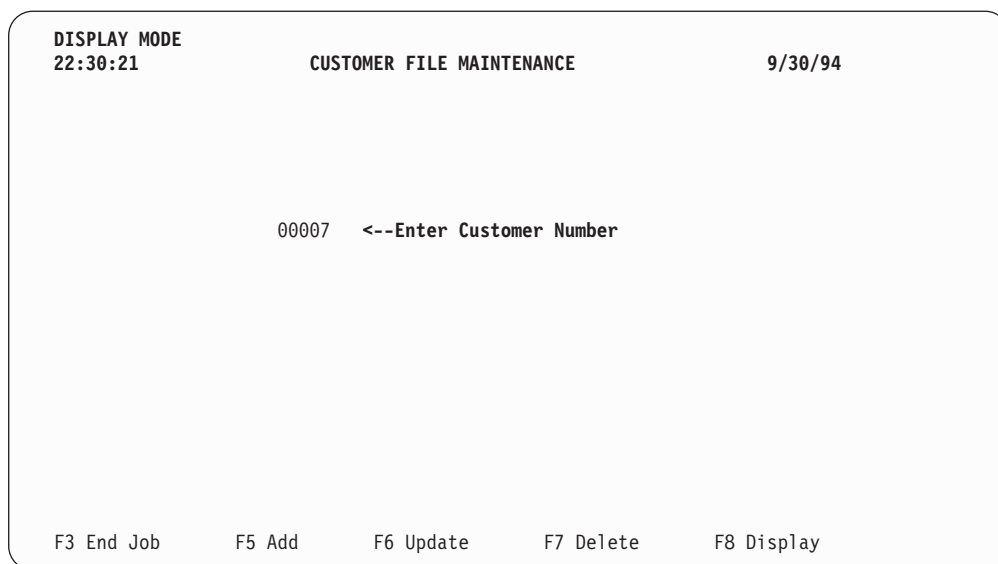 DISPLAY MODE
22:30:21 CUSTOMER FILE MAINTENANCE 9/30/94
00007 <--Enter Customer Number
F3 End Job F5 Add F6 Update F7 Delete F8 Display